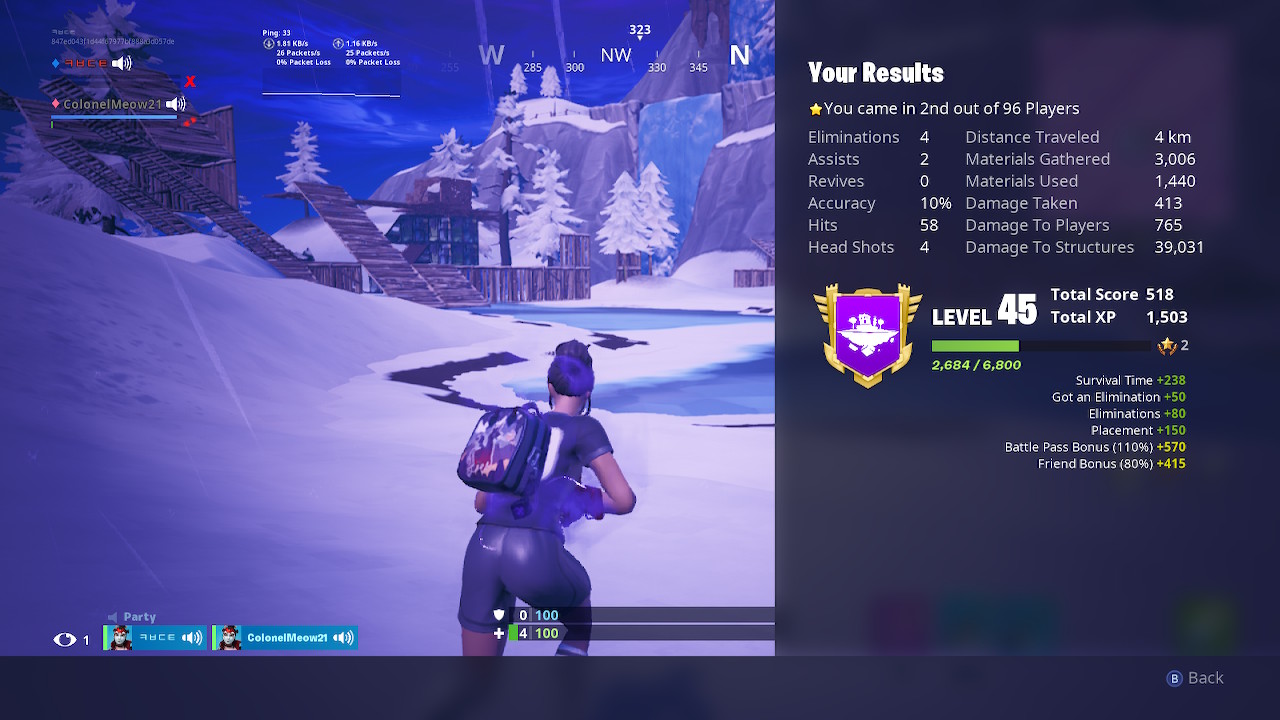 847ed043f1d44f67977bf888a3d057de
ColonelMeow21
Ping: 33
1.81 KB/s 1.16 KB/s
26 Packets/s 25 Packets/s
0% Packet Loss 0% Packet Loss
323
255 W 285 300 NW 330 345 N
Your Results
You came in 2nd out of 96 Players
Eliminations 4 Distance Traveled 4 km
Assists 2 Materials Gathered 3,006
Revives 0 Materials Used 1,440
Accuracy 10% Damage Taken 413
Hits 58 Damage To Players 765
Head Shots 4 Damage To Structures 39,031
LEVEL 45
Total Score 518
Total XP 1,503
2
2,684 / 6,800
Survival Time +238
Got an Elimination +50
Eliminations +80
Placement +150
Battle Pass Bonus (110%) +570
Friend Bonus (80%) +415
0 100
4 100
Party
1 ColonelMeow21
B Back